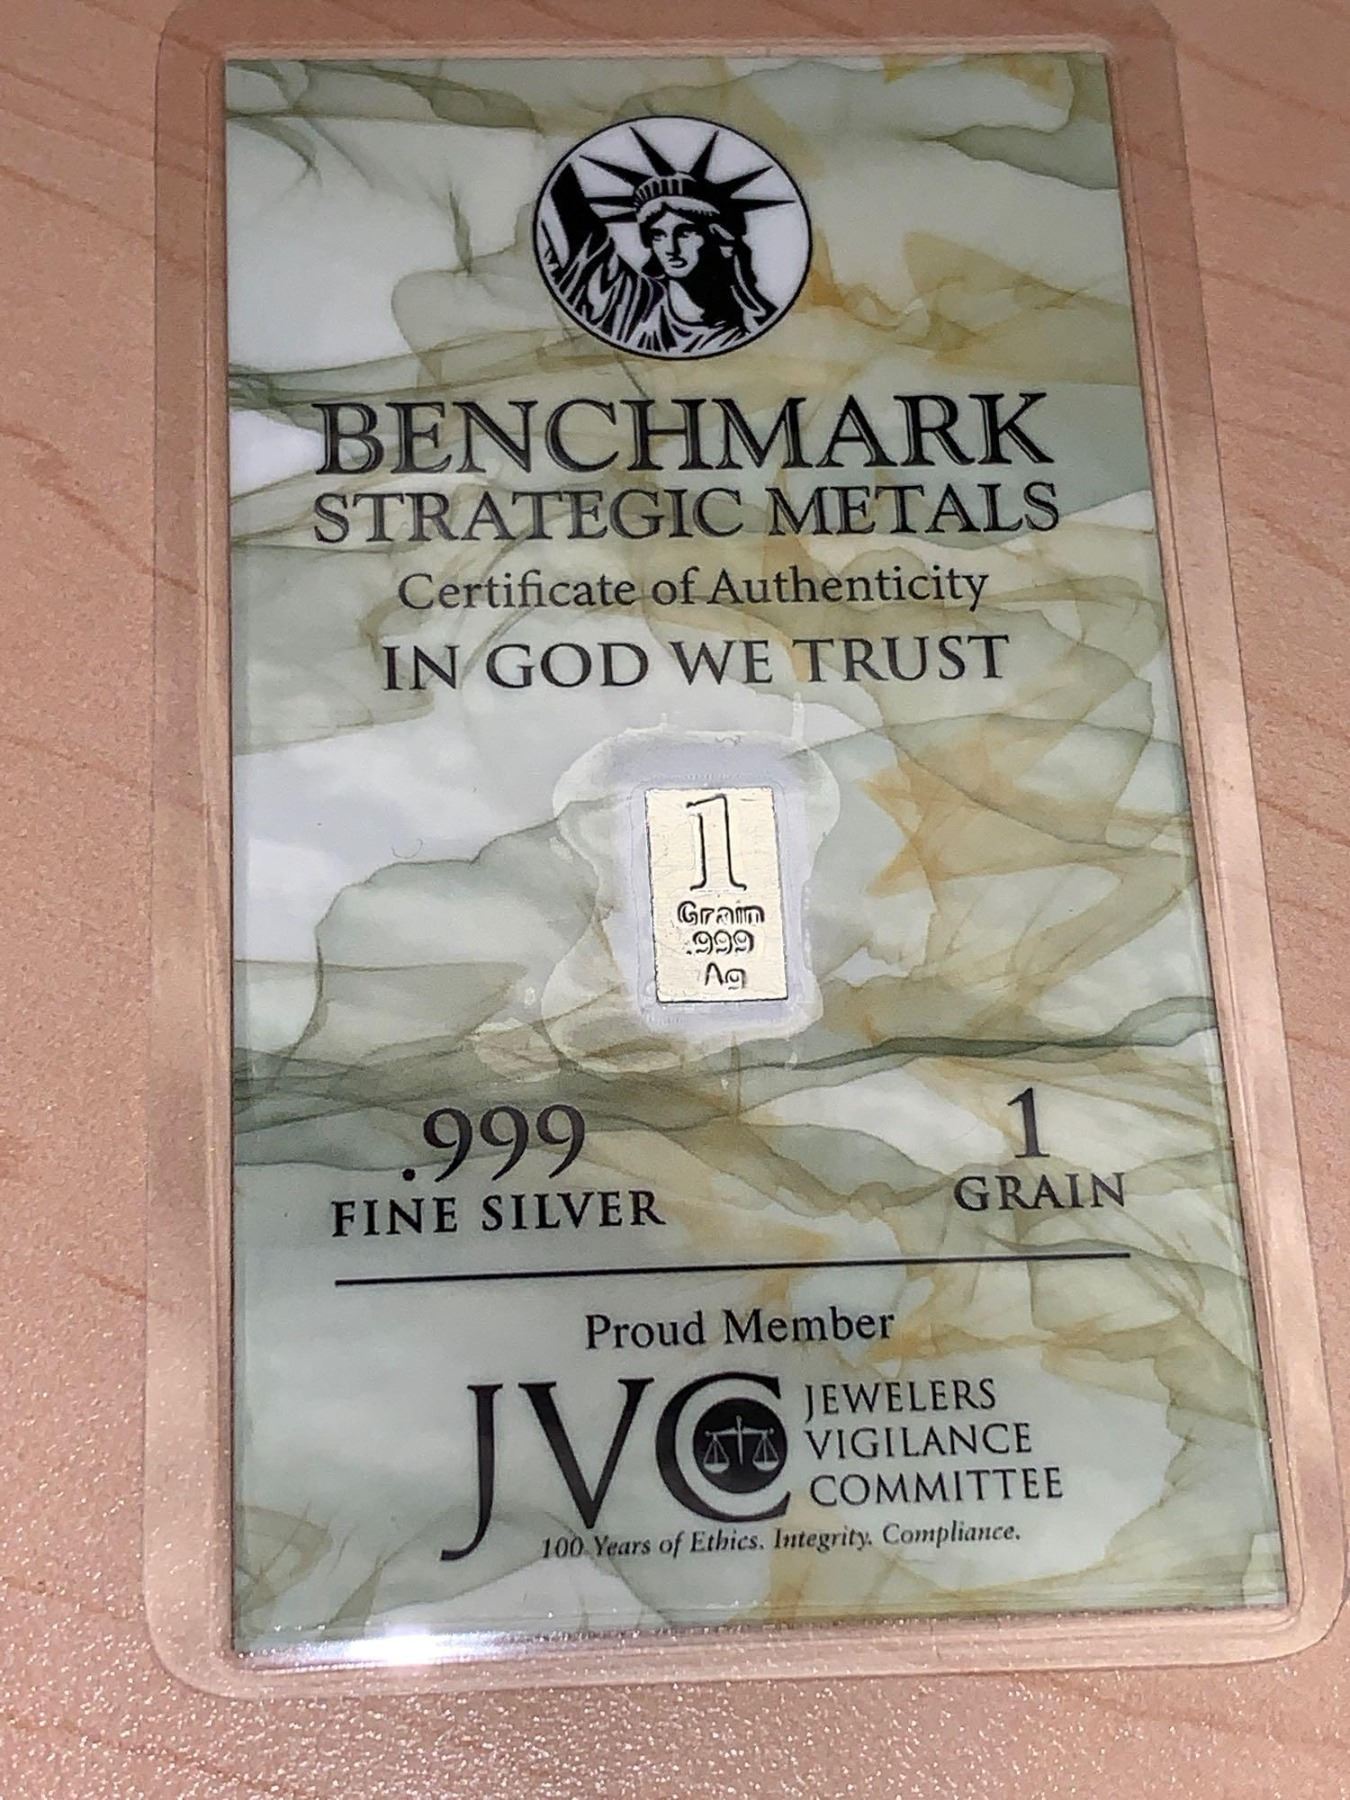 BENCHMARK
STRATEGIC METALS
Certificate of Authenticity
IN GOD WE TRUST
1
Grain
.999
Ag
.999
FINE SILVER
1
GRAIN
Proud Member
JVC
JEWELERS
VIGILANCE
COMMITTEE
100 Years of Ethics. Integrity. Compliance.